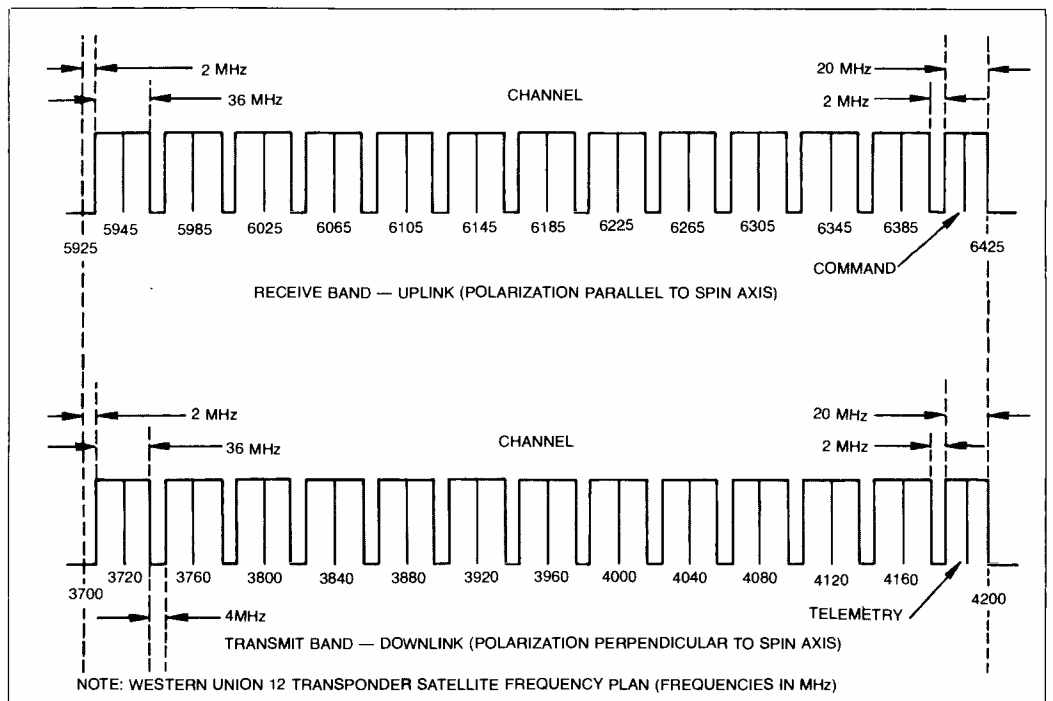 2 MHz
20 MHz
36 MHz
CHANNEL
2 MHz
5945 5985 6025 6065 6105 6145 6185 6225 6265 6305 6345 6385
5925
6425
COMMAND
RECEIVE BAND — UPLINK (POLARIZATION PARALLEL TO SPIN AXIS)
2 MHz
20 MHz
36 MHz
CHANNEL
2 MHz
3720 3760 3800 3840 3880 3920 3960 4000 4040 4080 4120 4160
3700
TELEMETRY
4200
4MHz
TRANSMIT BAND — DOWNLINK (POLARIZATION PERPENDICULAR TO SPIN AXIS)
NOTE: WESTERN UNION 12 TRANSPONDER SATELLITE FREQUENCY PLAN (FREQUENCIES IN MHz)